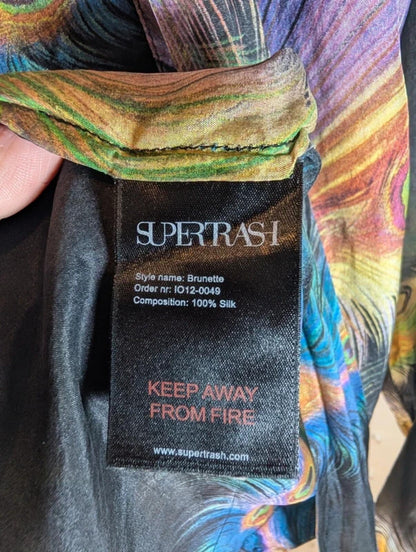 SUPERTRASH
Style name: Brunette
Order nr: IO12-0049
Composition: 100% Silk
KEEP AWAY
FROM FIRE
www.supertrash.com